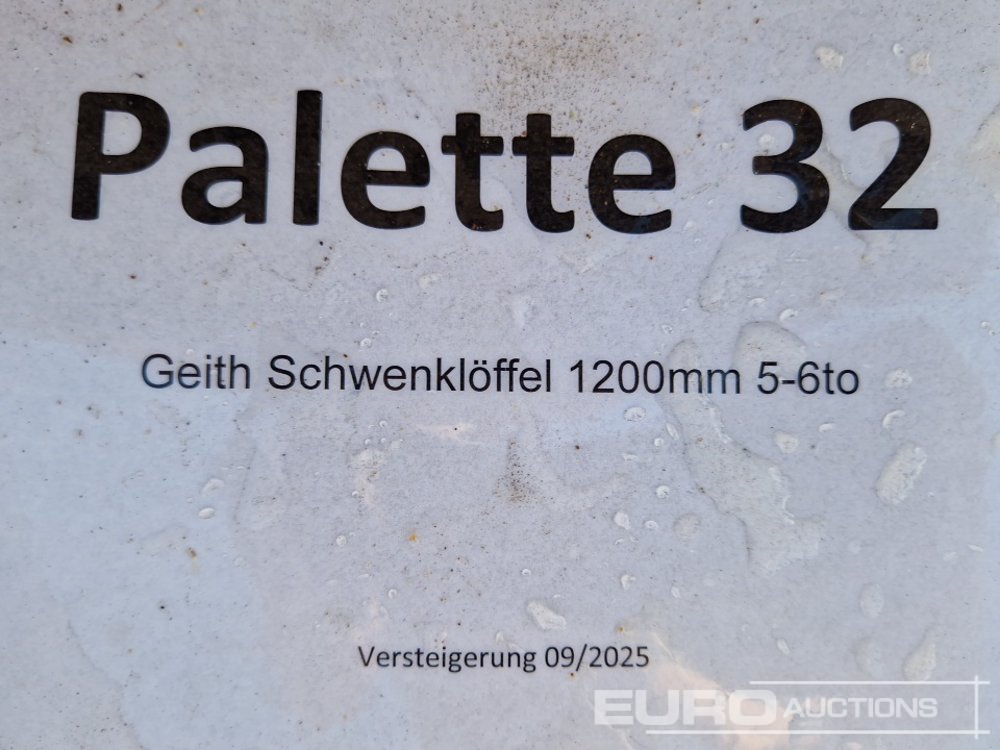 Palette 32
Geith Schwenklöffel 1200mm 5-6to
Versteigerung 09/2025
EURO AUCTIONS